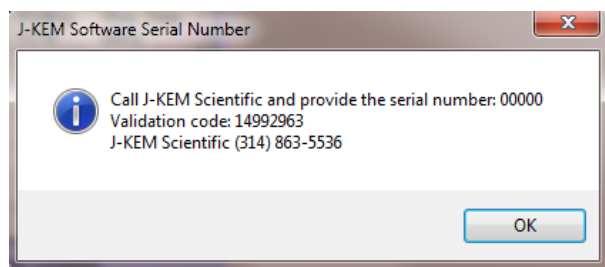 J-KEM Software Serial Number
Call J-KEM Scientific and provide the serial number: 00000
Validation code: 14992963
J-KEM Scientific (314) 863-5536
OK